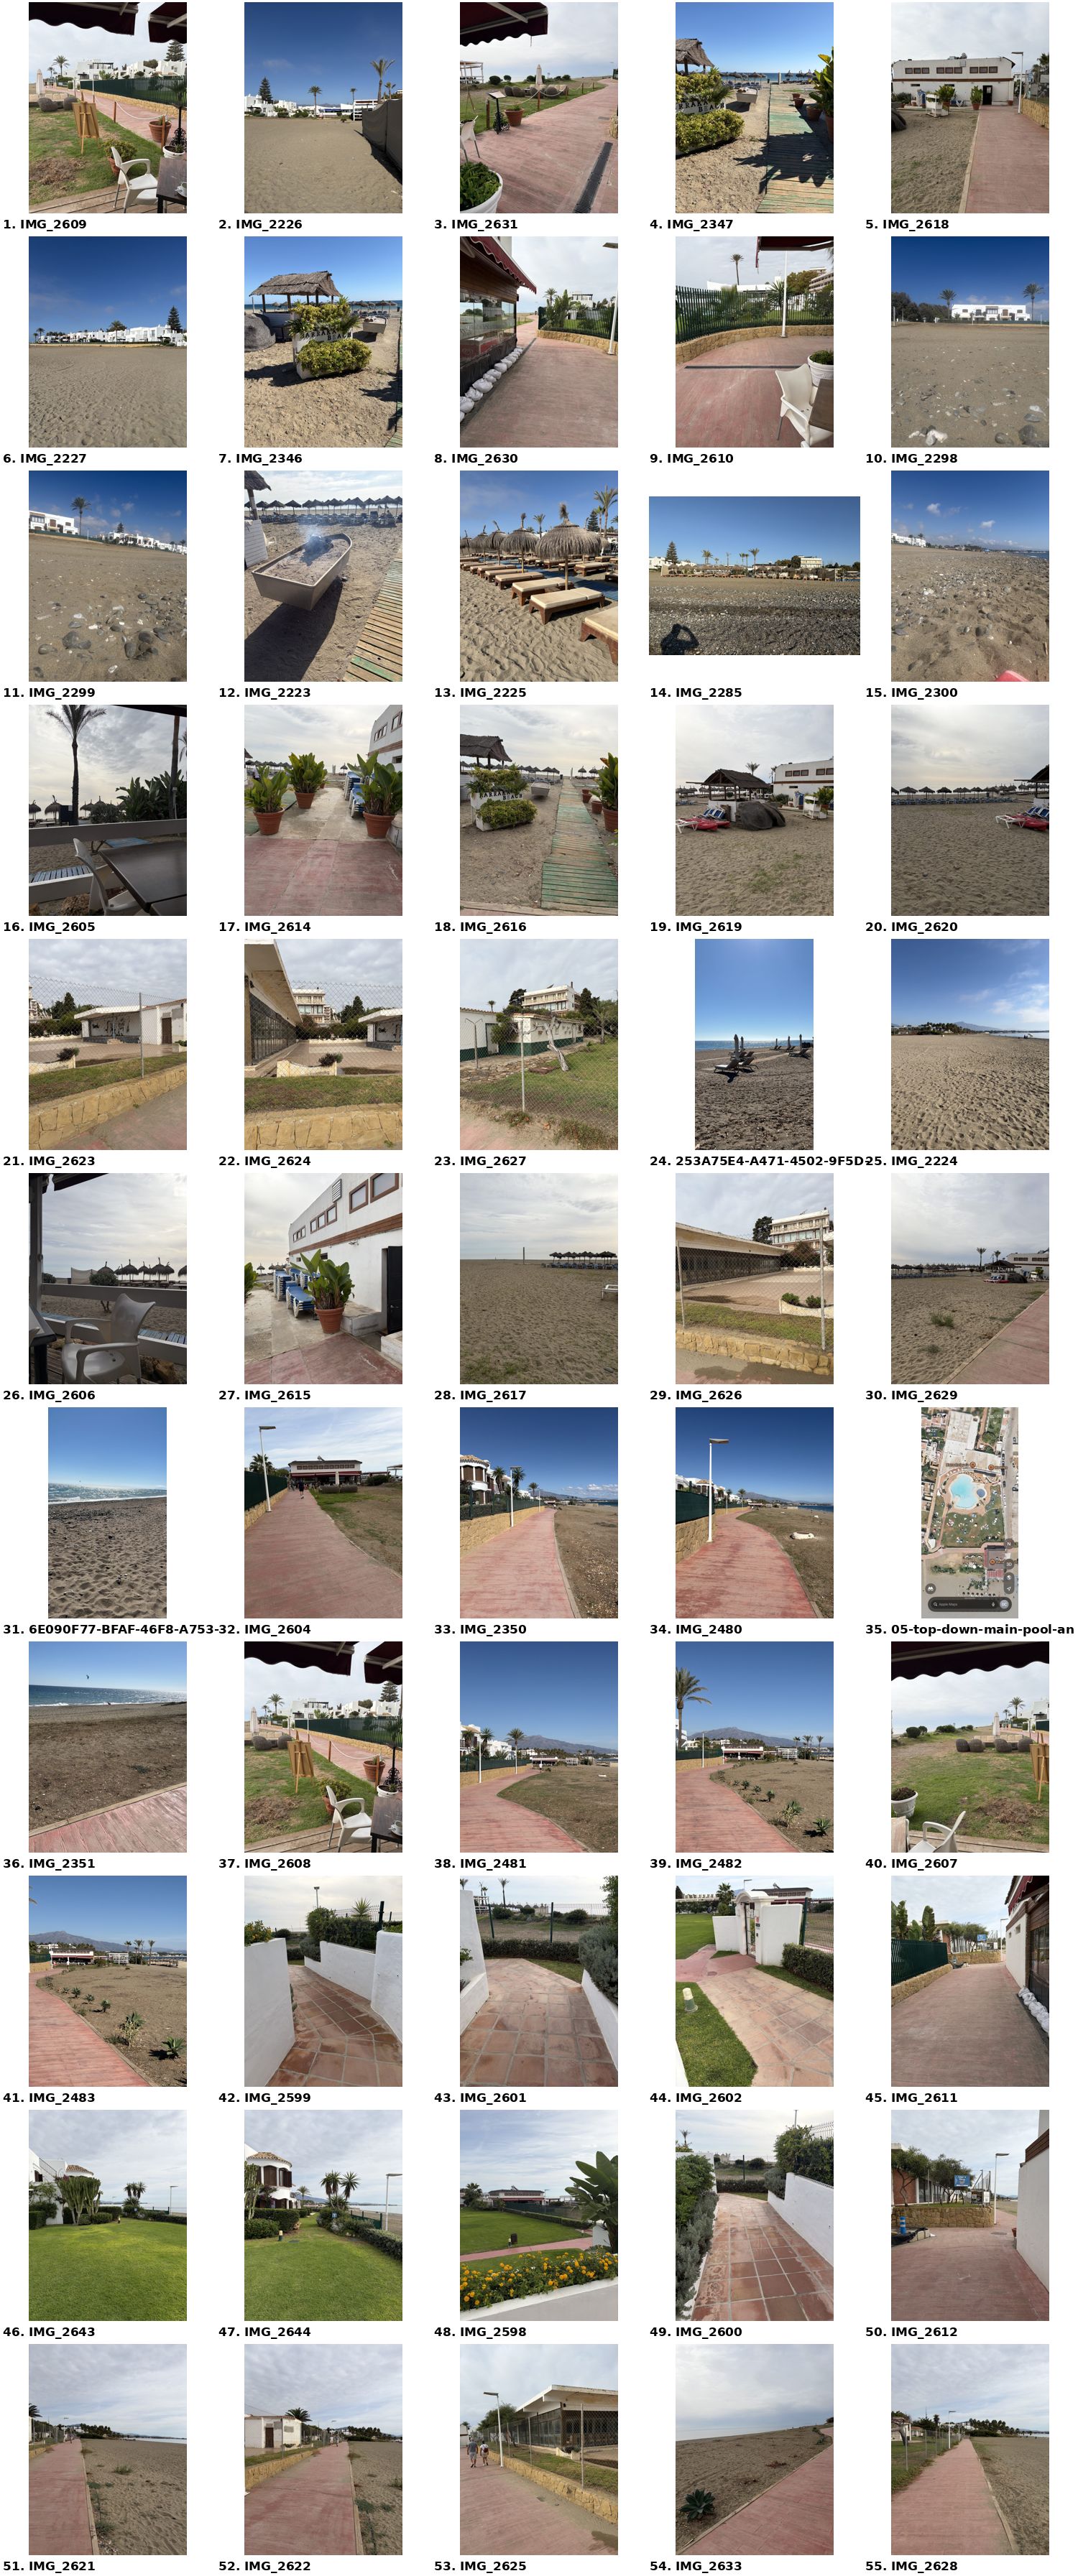 1. IMG_2609
2. IMG_2226
3. IMG_2631
4. IMG_2347
5. IMG_2618
6. IMG_2227
7. IMG_2346
8. IMG_2630
9. IMG_2610
10. IMG_2298
11. IMG_2299
12. IMG_2223
13. IMG_2225
14. IMG_2285
15. IMG_2300
16. IMG_2605
17. IMG_2614
18. IMG_2616
19. IMG_2619
20. IMG_2620
21. IMG_2623
22. IMG_2624
23. IMG_2627
24. 253A75E4-A471-4502-9F5D-
25. IMG_2224
26. IMG_2606
27. IMG_2615
28. IMG_2617
29. IMG_2626
30. IMG_2629
31. 6E090F77-BFAF-46F8-A753-
32. IMG_2604
33. IMG_2350
34. IMG_2480
35. 05-top-down-main-pool-an
36. IMG_2351
37. IMG_2608
38. IMG_2481
39. IMG_2482
40. IMG_2607
41. IMG_2483
42. IMG_2599
43. IMG_2601
44. IMG_2602
45. IMG_2611
46. IMG_2643
47. IMG_2644
48. IMG_2598
49. IMG_2600
50. IMG_2612
51. IMG_2621
52. IMG_2622
53. IMG_2625
54. IMG_2633
55. IMG_2628